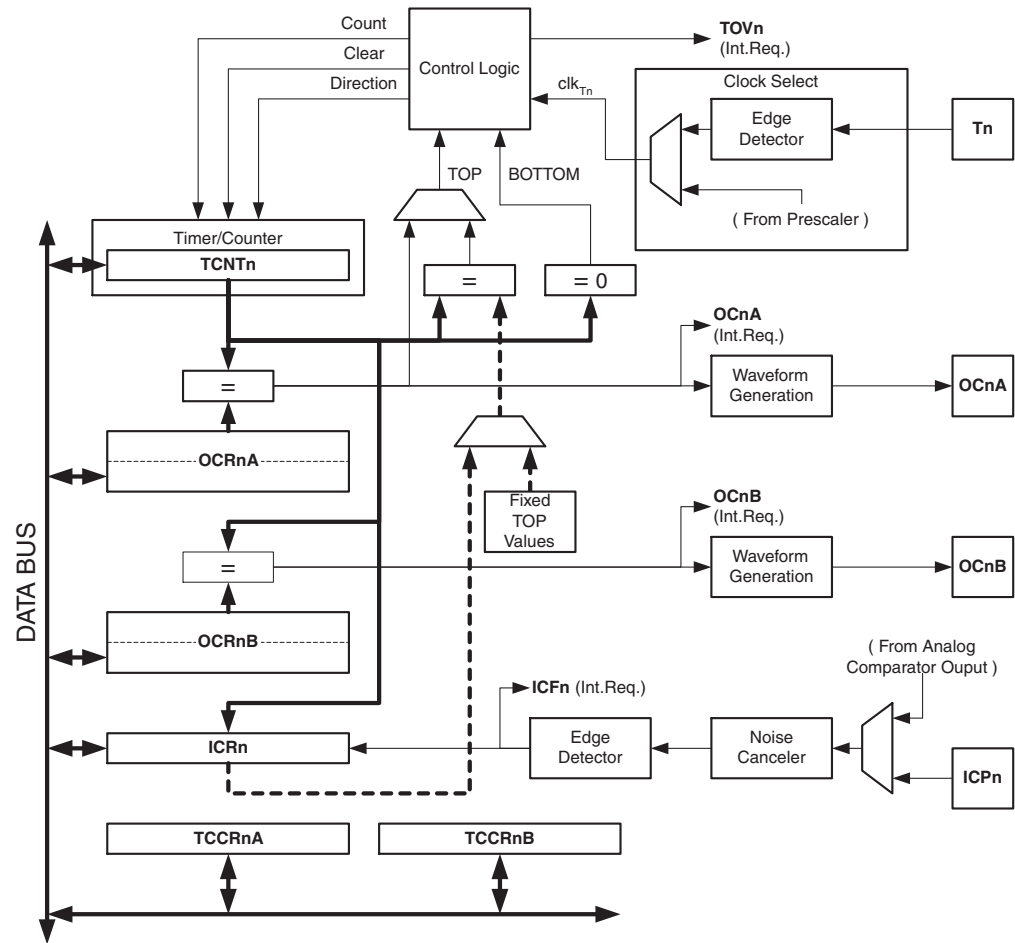 Count
Clear
Direction
Control Logic
TOVn
(Int.Req.)
clkTn
Clock Select
Edge
Detector
Tn
( From Prescaler )
TOP
BOTTOM
Timer/Counter
TCNTn
=
= 0
=
OCRnA
OCnA
(Int.Req.)
Waveform
Generation
OCnA
Fixed
TOP
Values
=
OCRnB
OCnB
(Int.Req.)
Waveform
Generation
OCnB
DATA BUS
( From Analog
Comparator Ouput )
ICFn (Int.Req.)
ICRn
Edge
Detector
Noise
Canceler
ICPn
TCCRnA
TCCRnB